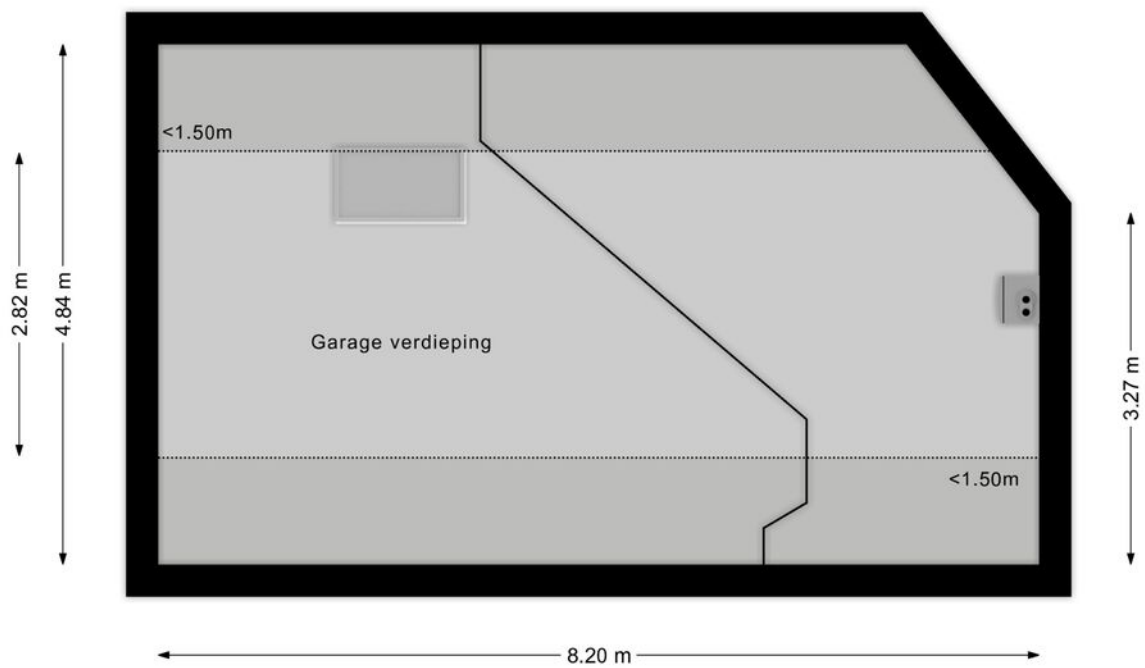 <1.50m
2.82 m
4.84 m
Garage verdieping
3.27 m
<1.50m
8.20 m